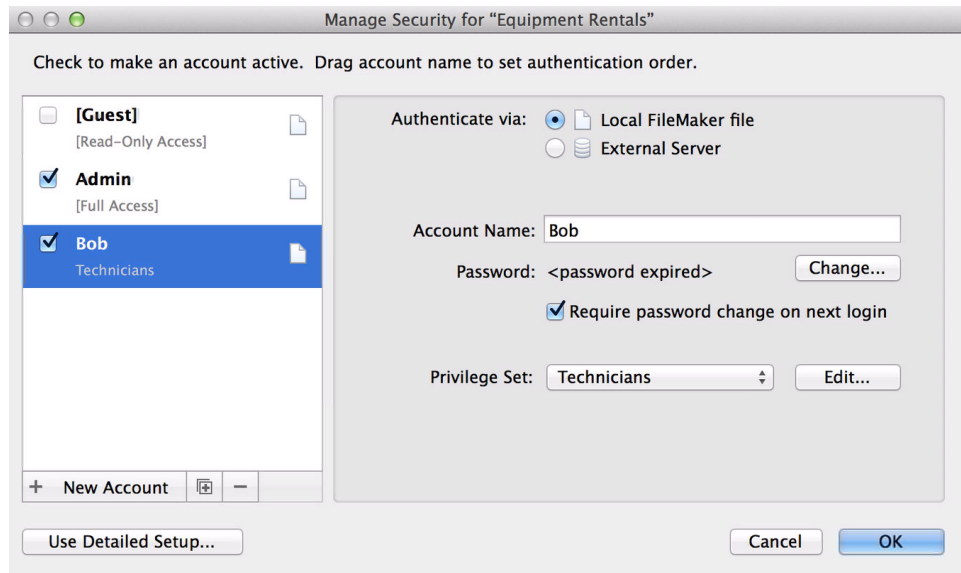 Manage Security for “Equipment Rentals”
Check to make an account active.  Drag account name to set authentication order.
[Guest]
[Read-Only Access]
Admin
[Full Access]
Bob
Technicians
+ New Account −
Authenticate via: Local FileMaker file
External Server
Account Name: Bob
Password: <password expired> Change...
Require password change on next login
Privilege Set: Technicians Edit...
Use Detailed Setup... Cancel OK